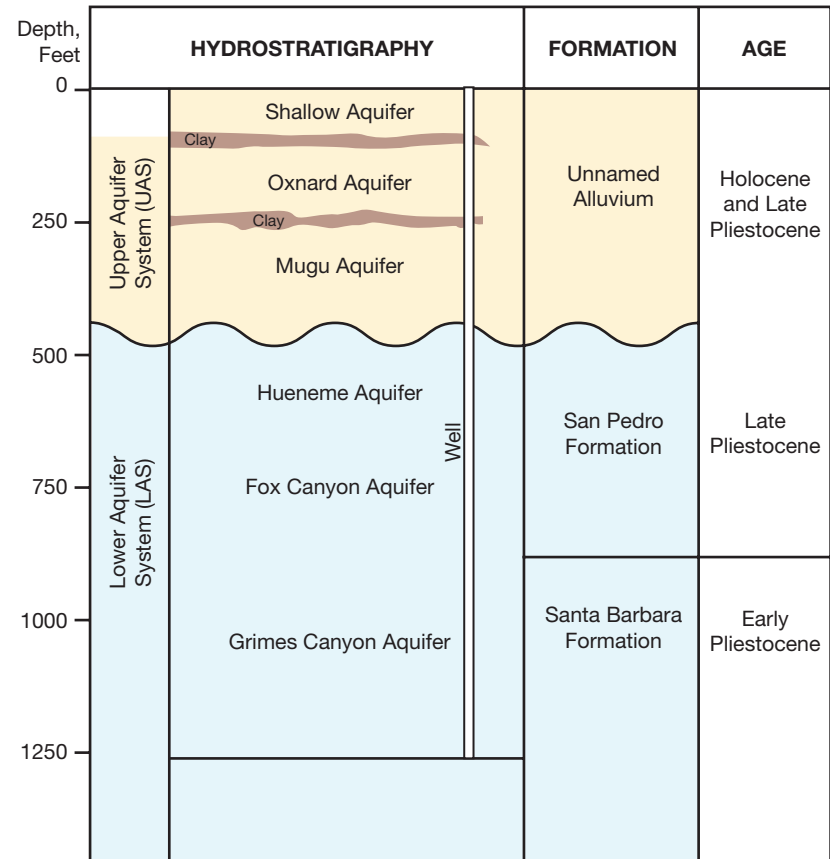 Depth,
Feet
HYDROSTRATIGRAPHY
FORMATION
AGE
0
250
500
750
1000
1250
Upper Aquifer
System (UAS)
Lower Aquifer
System (LAS)
Shallow Aquifer
Clay
Oxnard Aquifer
Clay
Mugu Aquifer
Hueneme Aquifer
Fox Canyon Aquifer
Grimes Canyon Aquifer
Well
Unnamed
Alluvium
San Pedro
Formation
Santa Barbara
Formation
Holocene
and Late
Pliestocene
Late
Pliestocene
Early
Pliestocene